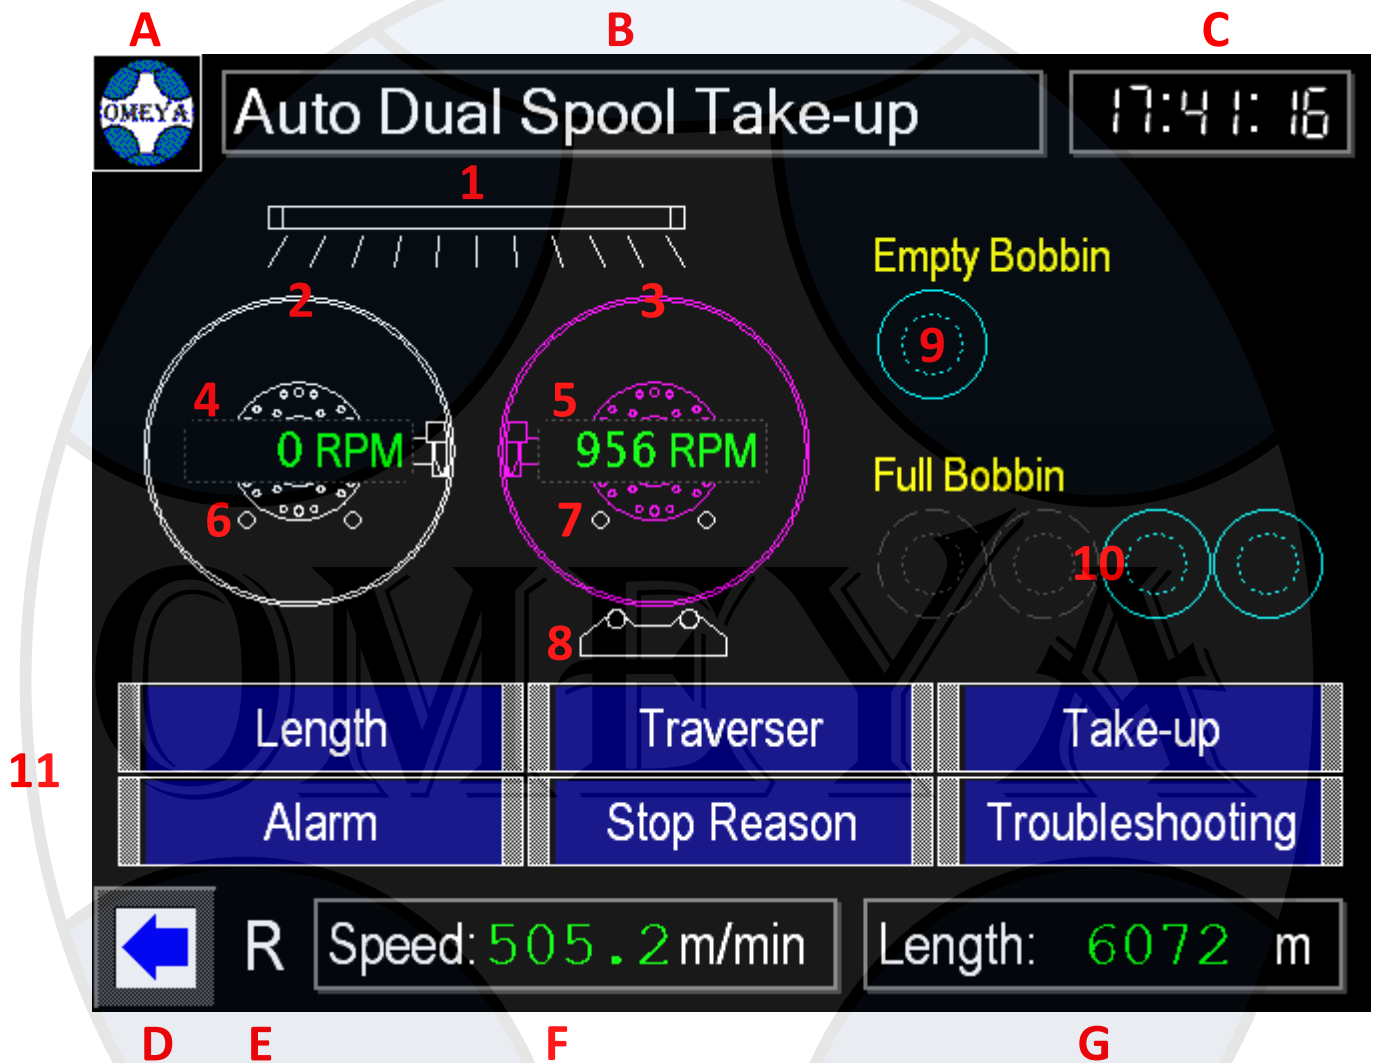 A B C
OMEYA Auto Dual Spool Take-up 17:41:16
1
Empty Bobbin
2 3
9
4 5
0 RPM 956 RPM
Full Bobbin
6 7
10
8
OMEYA
Length Traverser Take-up
11
Alarm Stop Reason Troubleshooting
R Speed: 505.2 m/min Length: 6072 m
D E F G